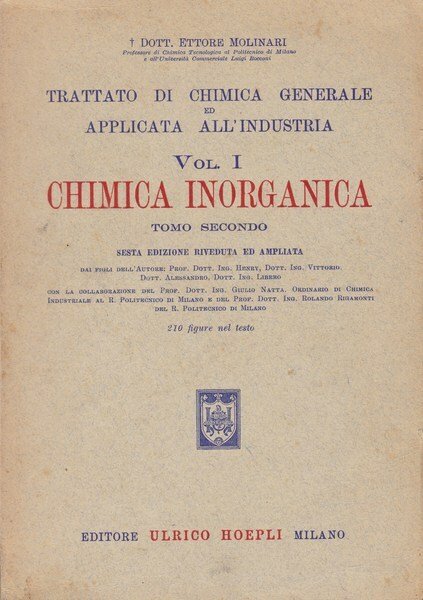 † DOTT. ETTORE MOLINARI
Professore di Chimica Tecnologica al Politecnico di Milano
e all'Università Commerciale Luigi Bocconi
TRATTATO DI CHIMICA GENERALE
ED
APPLICATA ALL'INDUSTRIA
VOL. I
CHIMICA INORGANICA
TOMO SECONDO
SESTA EDIZIONE RIVEDUTA ED AMPLIATA
DAI FIGLI DELL'AUTORE: PROF. DOTT. ING. HENRY, DOTT. ING. VITTORIO,
DOTT. ALESSANDRO, DOTT. ING. LIBERO
CON LA COLLABORAZIONE DEL PROF. DOTT. ING. GIULIO NATTA, ORDINARIO DI CHIMICA
INDUSTRIALE AL R. POLITECNICO DI MILANO E DEL PROF. DOTT. ING. ROLANDO RIGAMONTI
DEL R. POLITECNICO DI MILANO
210 figure nel testo
EDITORE ULRICO HOEPLI MILANO